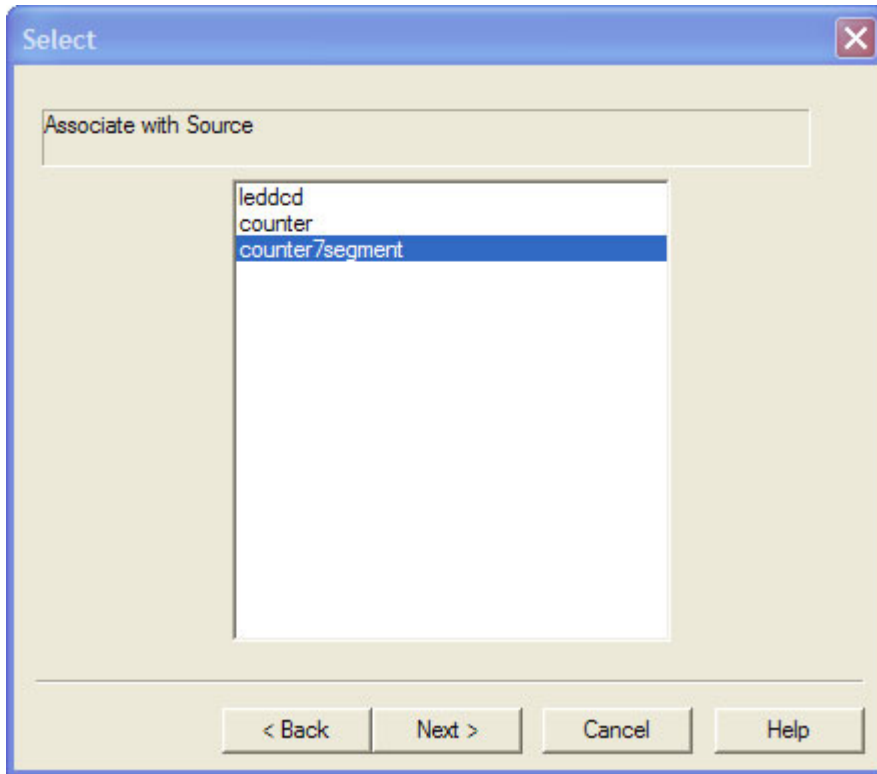 Select
Associate with Source
leddcd
counter
counter7segment
< Back Next > Cancel Help